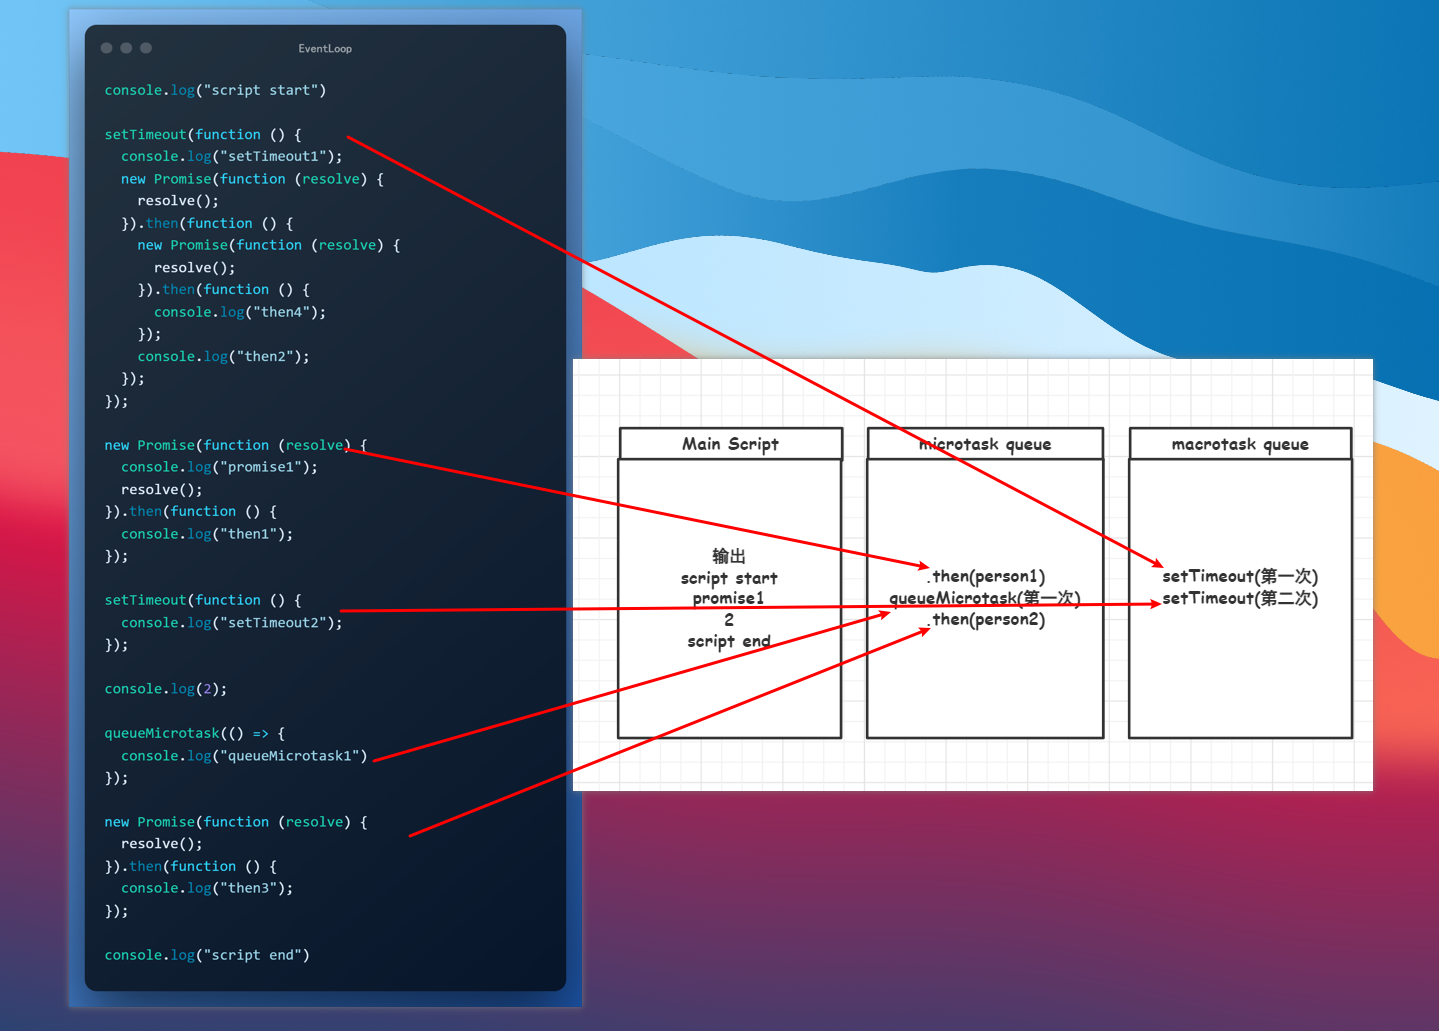 EventLoop
console.log("script start")
setTimeout(function () {
  console.log("setTimeout1");
  new Promise(function (resolve) {
    resolve();
  }).then(function () {
    new Promise(function (resolve) {
      resolve();
    }).then(function () {
      console.log("then4");
    });
    console.log("then2");
  });
});
new Promise(function (resolve) {
  console.log("promise1");
  resolve();
}).then(function () {
  console.log("then1");
});
setTimeout(function () {
  console.log("setTimeout2");
});
console.log(2);
queueMicrotask(() => {
  console.log("queueMicrotask1")
});
new Promise(function (resolve) {
  resolve();
}).then(function () {
  console.log("then3");
});
console.log("script end")
Main Script
输出
script start
promise1
2
script end
microtask queue
.then(person1)
queueMicrotask(第一次)
.then(person2)
macrotask queue
setTimeout(第一次)
setTimeout(第二次)